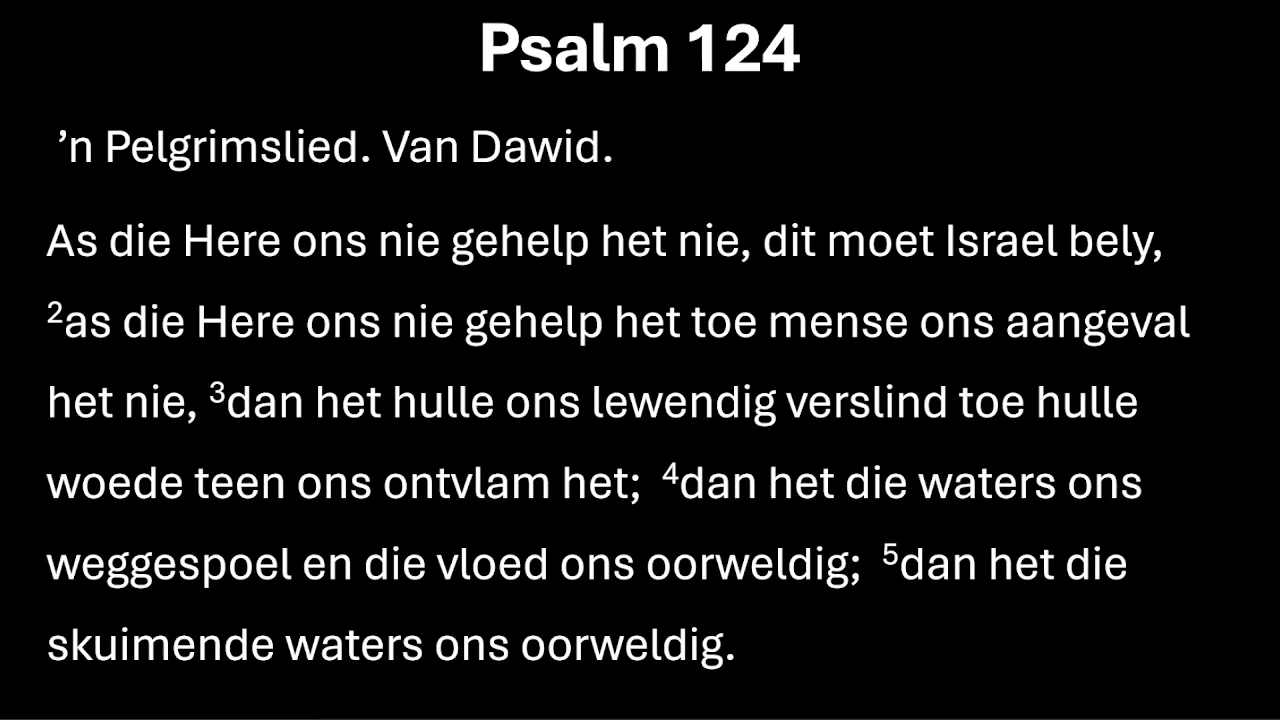 Psalm 124
’n Pelgrimslied. Van Dawid.
As die Here ons nie gehelp het nie, dit moet Israel bely,
²as die Here ons nie gehelp het toe mense ons aangeval
het nie, ³dan het hulle ons lewendig verslind toe hulle
woede teen ons ontvlam het; ⁴dan het die waters ons
weggespoel en die vloed ons oorweldig; ⁵dan het die
skuimende waters ons oorweldig.